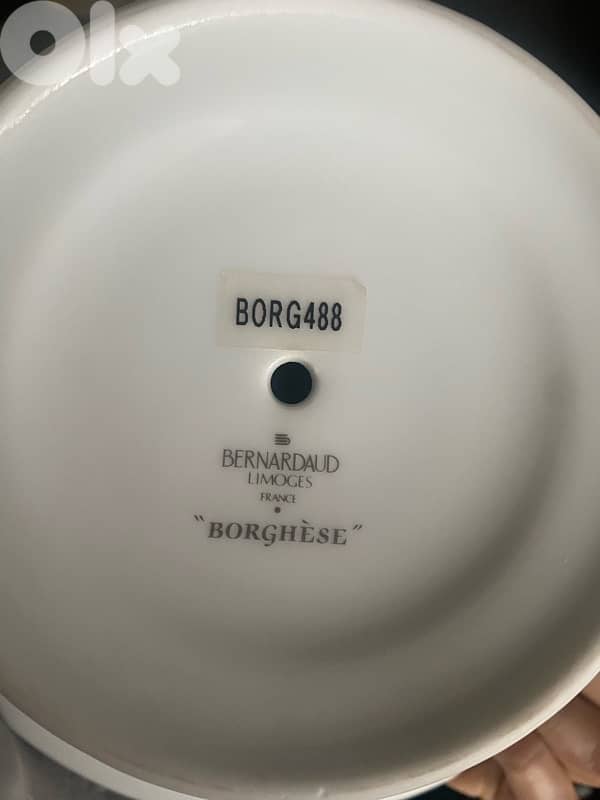 olx
BORG488
BERNARDAUD
LIMOGES
FRANCE
"BORGHÈSE"